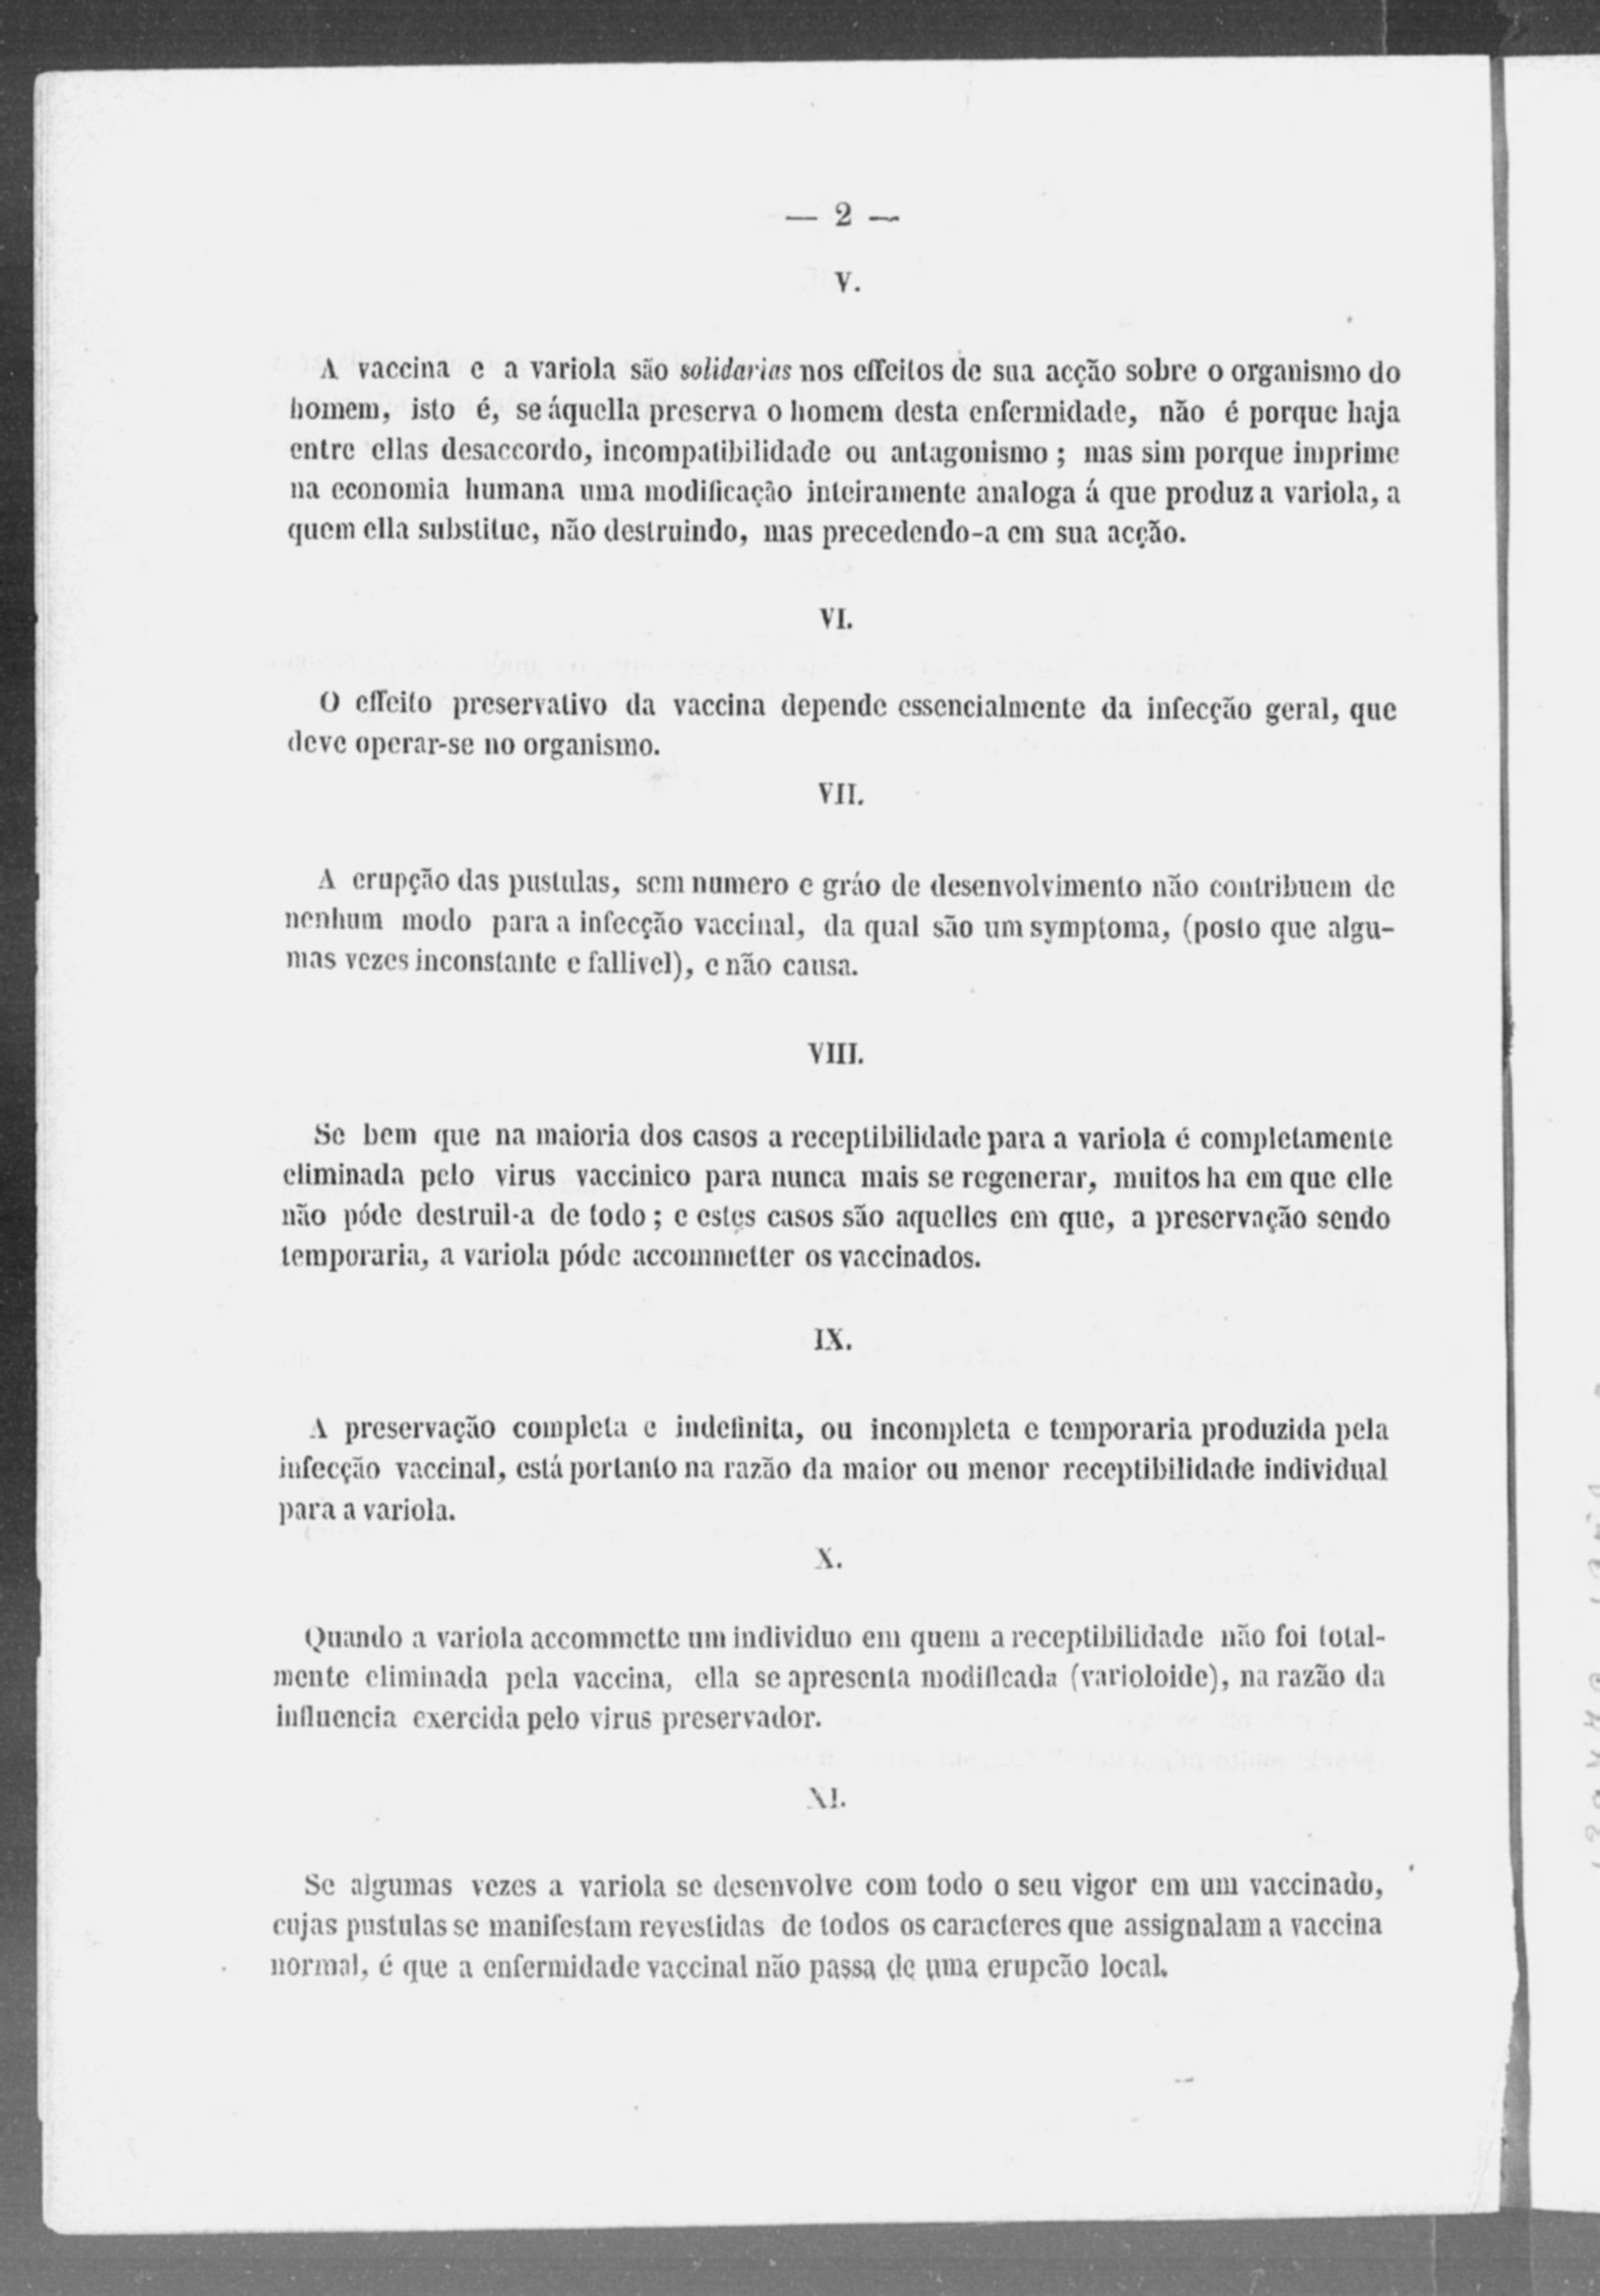 — 2 —
V.
A vaccina e a variola são solidarias nos effeitos de sua acção sobre o organismo do
homem, isto é, se áquella preserva o homem desta enfermidade, não é porque haja
entre ellas desaccordo, incompatibilidade ou antagonismo ; mas sim porque imprime
na economia humana uma modificação inteiramente analoga á que produz a variola, a
quem ella substitue, não destruindo, mas precedendo-a em sua acção.
VI.
O effeito preservativo da vaccina depende essencialmente da infecção geral, que
deve operar-se no organismo.
VII.
A erupção das pustulas, sem numero e gráo de desenvolvimento não contribuem de
nenhum modo para a infecção vaccinal, da qual são um symptoma, (posto que algu-
mas vezes inconstante e fallivel), e não causa.
VIII.
Se bem que na maioria dos casos a receptibilidade para a variola é completamente
eliminada pelo virus vaccinico para nunca mais se regenerar, muitos ha em que elle
não póde destruil-a de todo ; e estes casos são aquelles em que, a preservação sendo
temporaria, a variola póde accommetter os vaccinados.
IX.
A preservação completa e indefinita, ou incompleta e temporaria produzida pela
infecção vaccinal, está portanto na razão da maior ou menor receptibilidade individual
para a variola.
X.
Quando a variola accommette um individuo em quem a receptibilidade não foi total-
mente eliminada pela vaccina, ella se apresenta modificada (varioloide), na razão da
influencia exercida pelo virus preservador.
XI.
Se algumas vezes a variola se desenvolve com todo o seu vigor em um vaccinado,
cujas pustulas se manifestam revestidas de todos os caracteres que assignalam a vaccina
normal, é que a enfermidade vaccinal não passa de uma erupcão local.